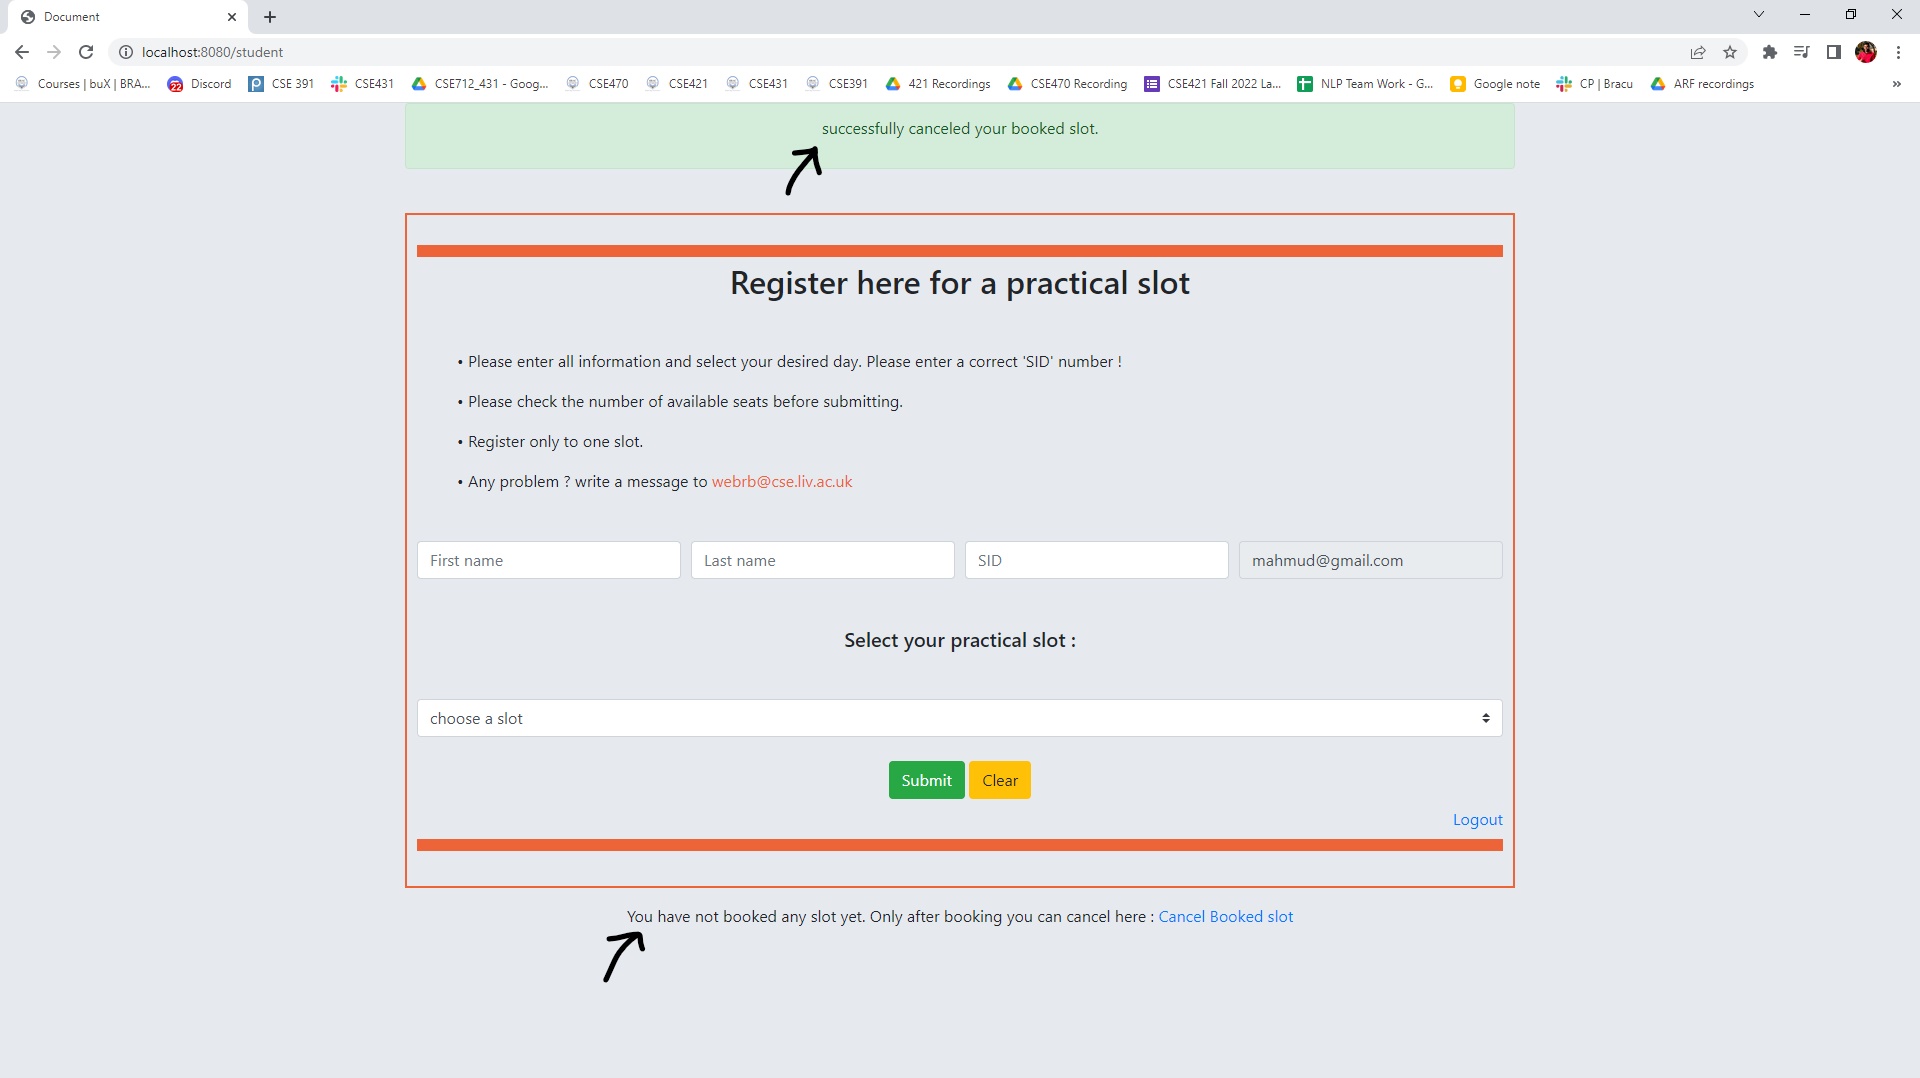 Document
localhost:8080/student
Courses | buX | BRA... 22 Discord CSE 391 CSE431 CSE712_431 - Goog... CSE470 CSE421 CSE431 CSE391 421 Recordings CSE470 Recording CSE421 Fall 2022 La... NLP Team Work - G... Google note CP | Bracu ARF recordings »
successfully canceled your booked slot.
Register here for a practical slot
• Please enter all information and select your desired day. Please enter a correct 'SID' number !
• Please check the number of available seats before submitting.
• Register only to one slot.
• Any problem ? write a message to webrb@cse.liv.ac.uk
First name Last name SID mahmud@gmail.com
Select your practical slot :
choose a slot
Submit Clear
Logout
You have not booked any slot yet. Only after booking you can cancel here : Cancel Booked slot